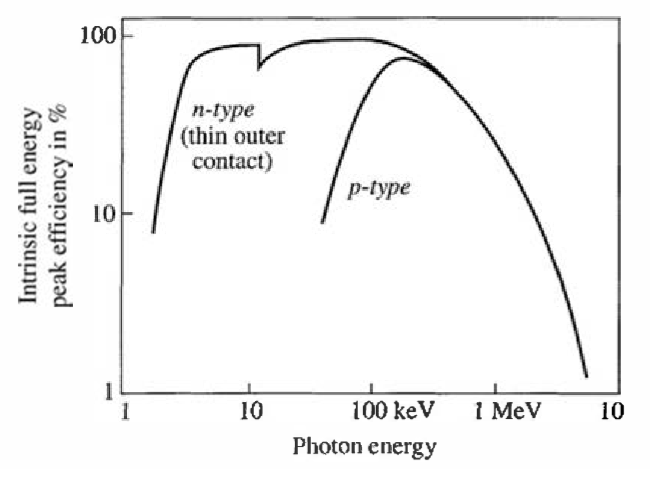 Intrinsic full energy
peak efficiency in %
100
10
1
n-type
(thin outer
contact)
p-type
1
10
100 keV
1 MeV
10
Photon energy